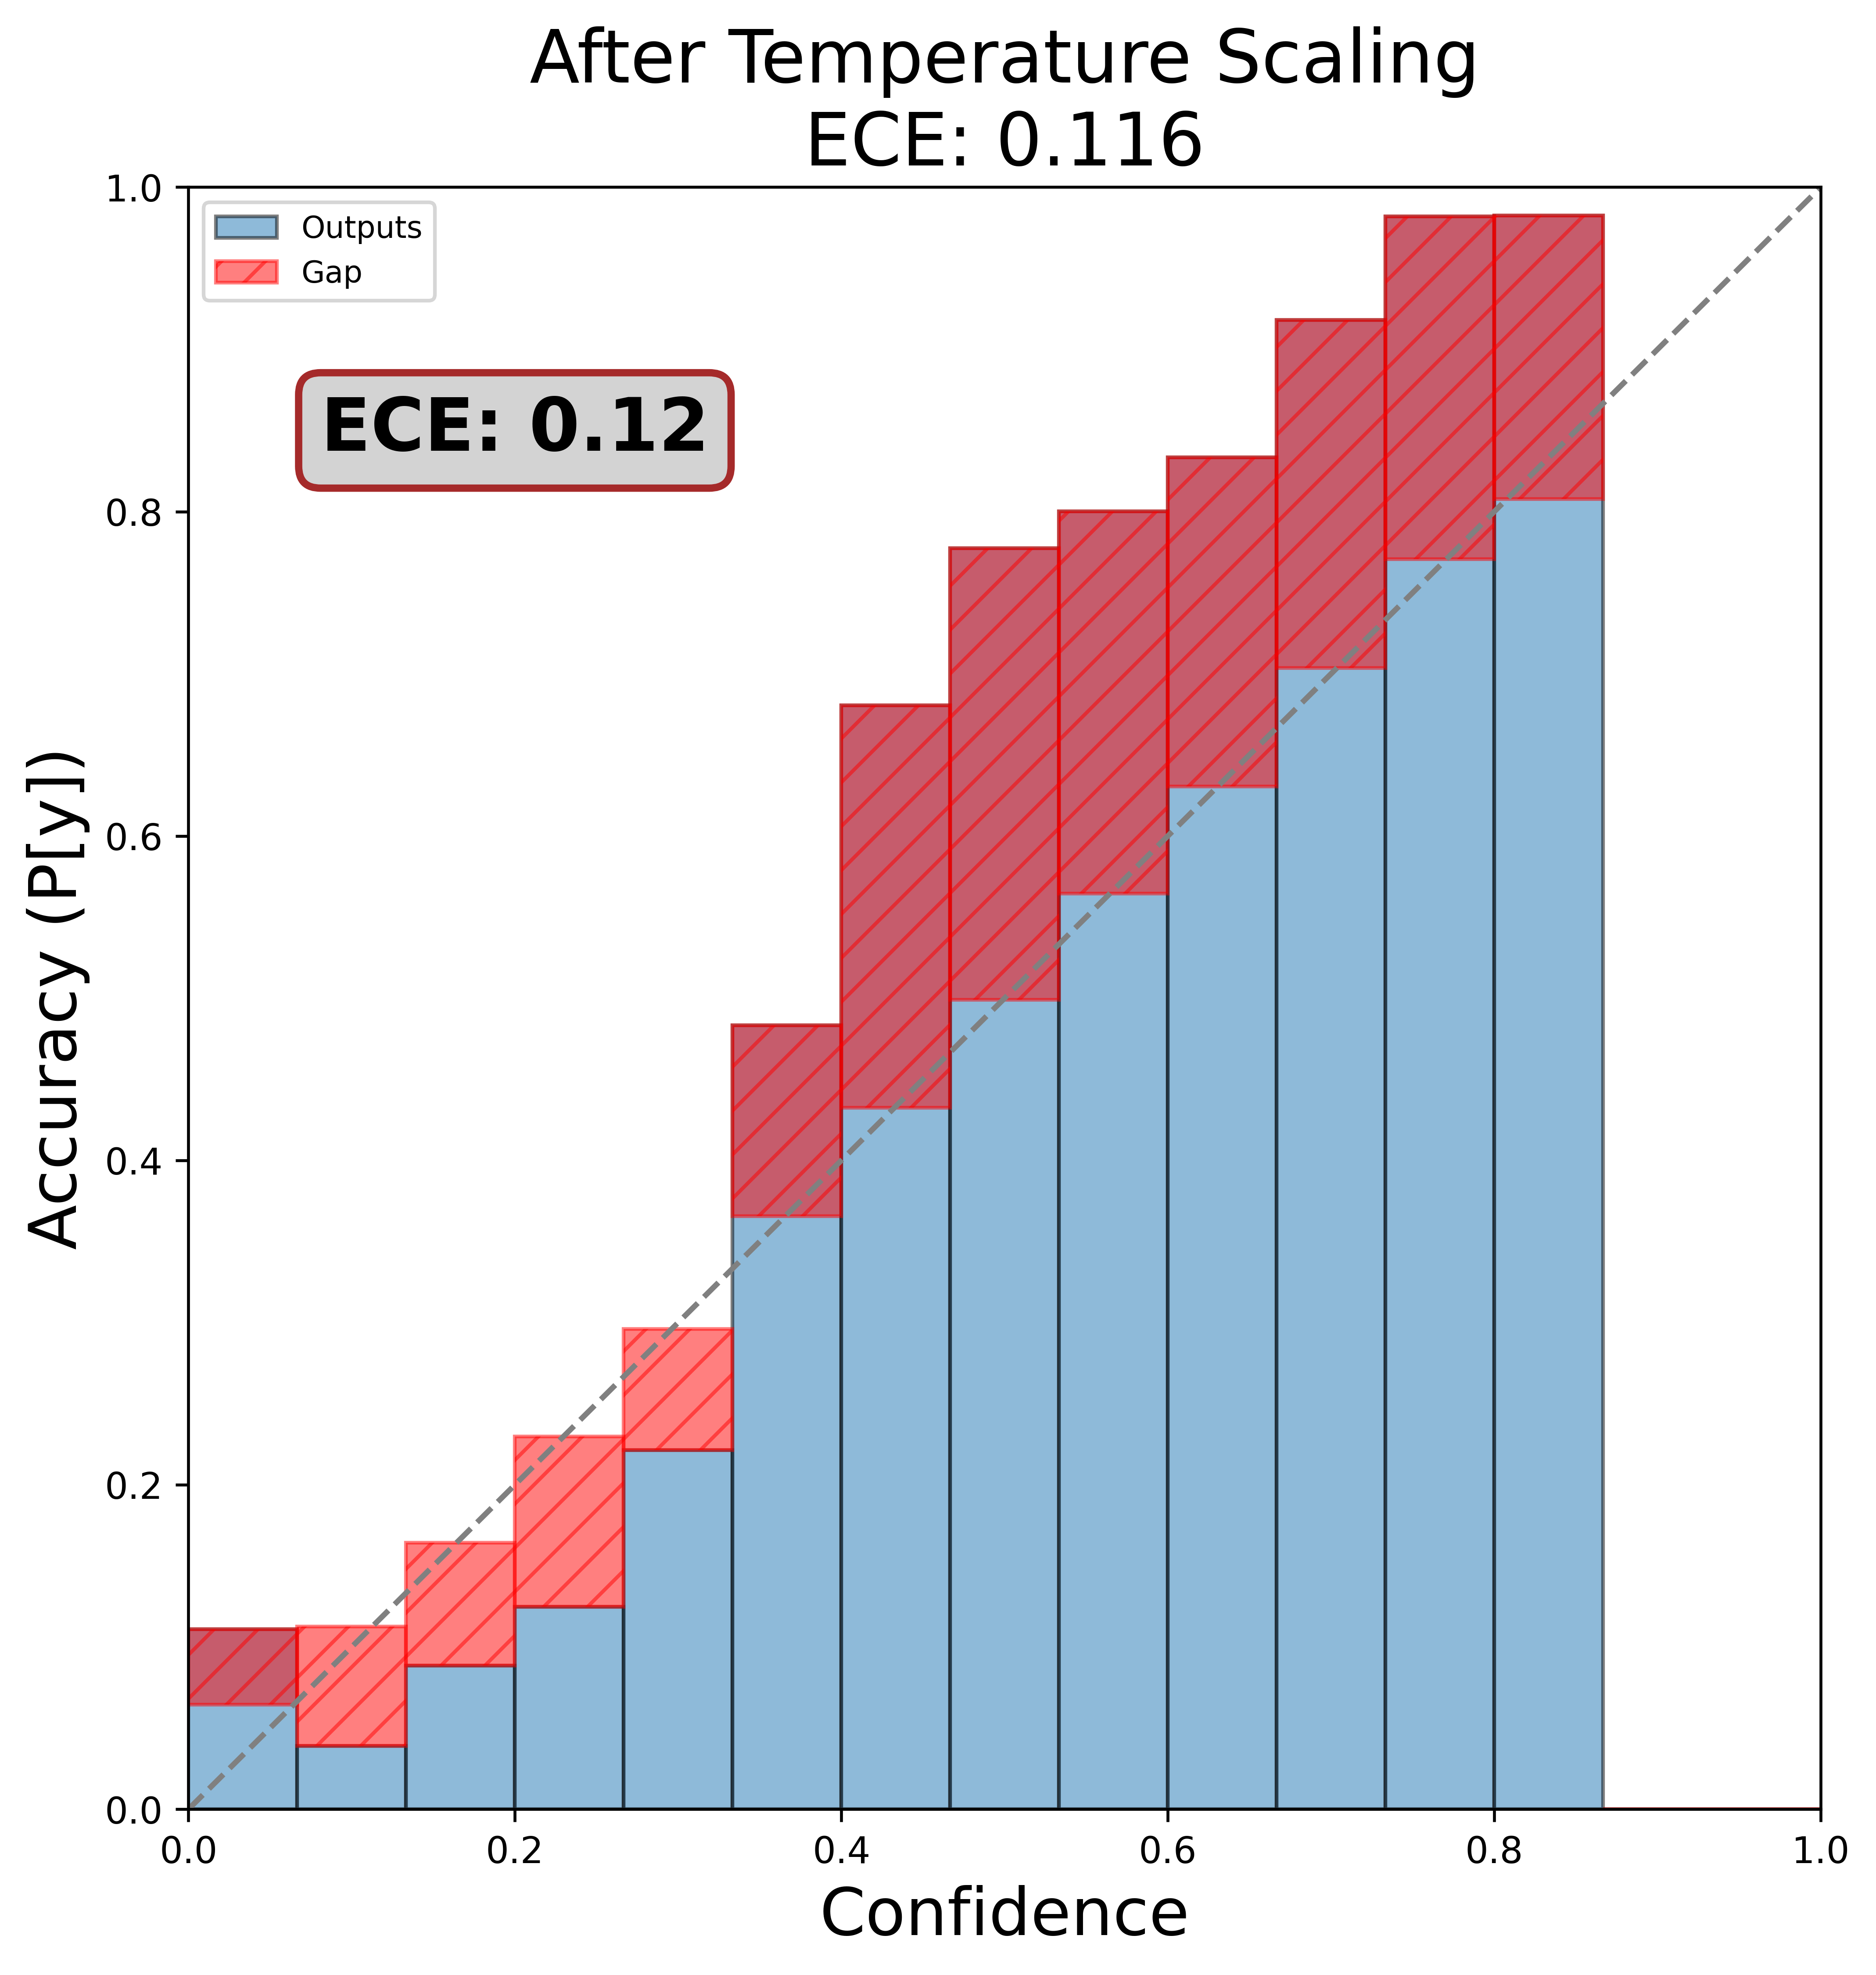 After Temperature Scaling
ECE: 0.116
Outputs
Gap
ECE: 0.12
Accuracy (P[y])
1.0
0.8
0.6
0.4
0.2
0.0
0.0 0.2 0.4 0.6 0.8 1.0
Confidence